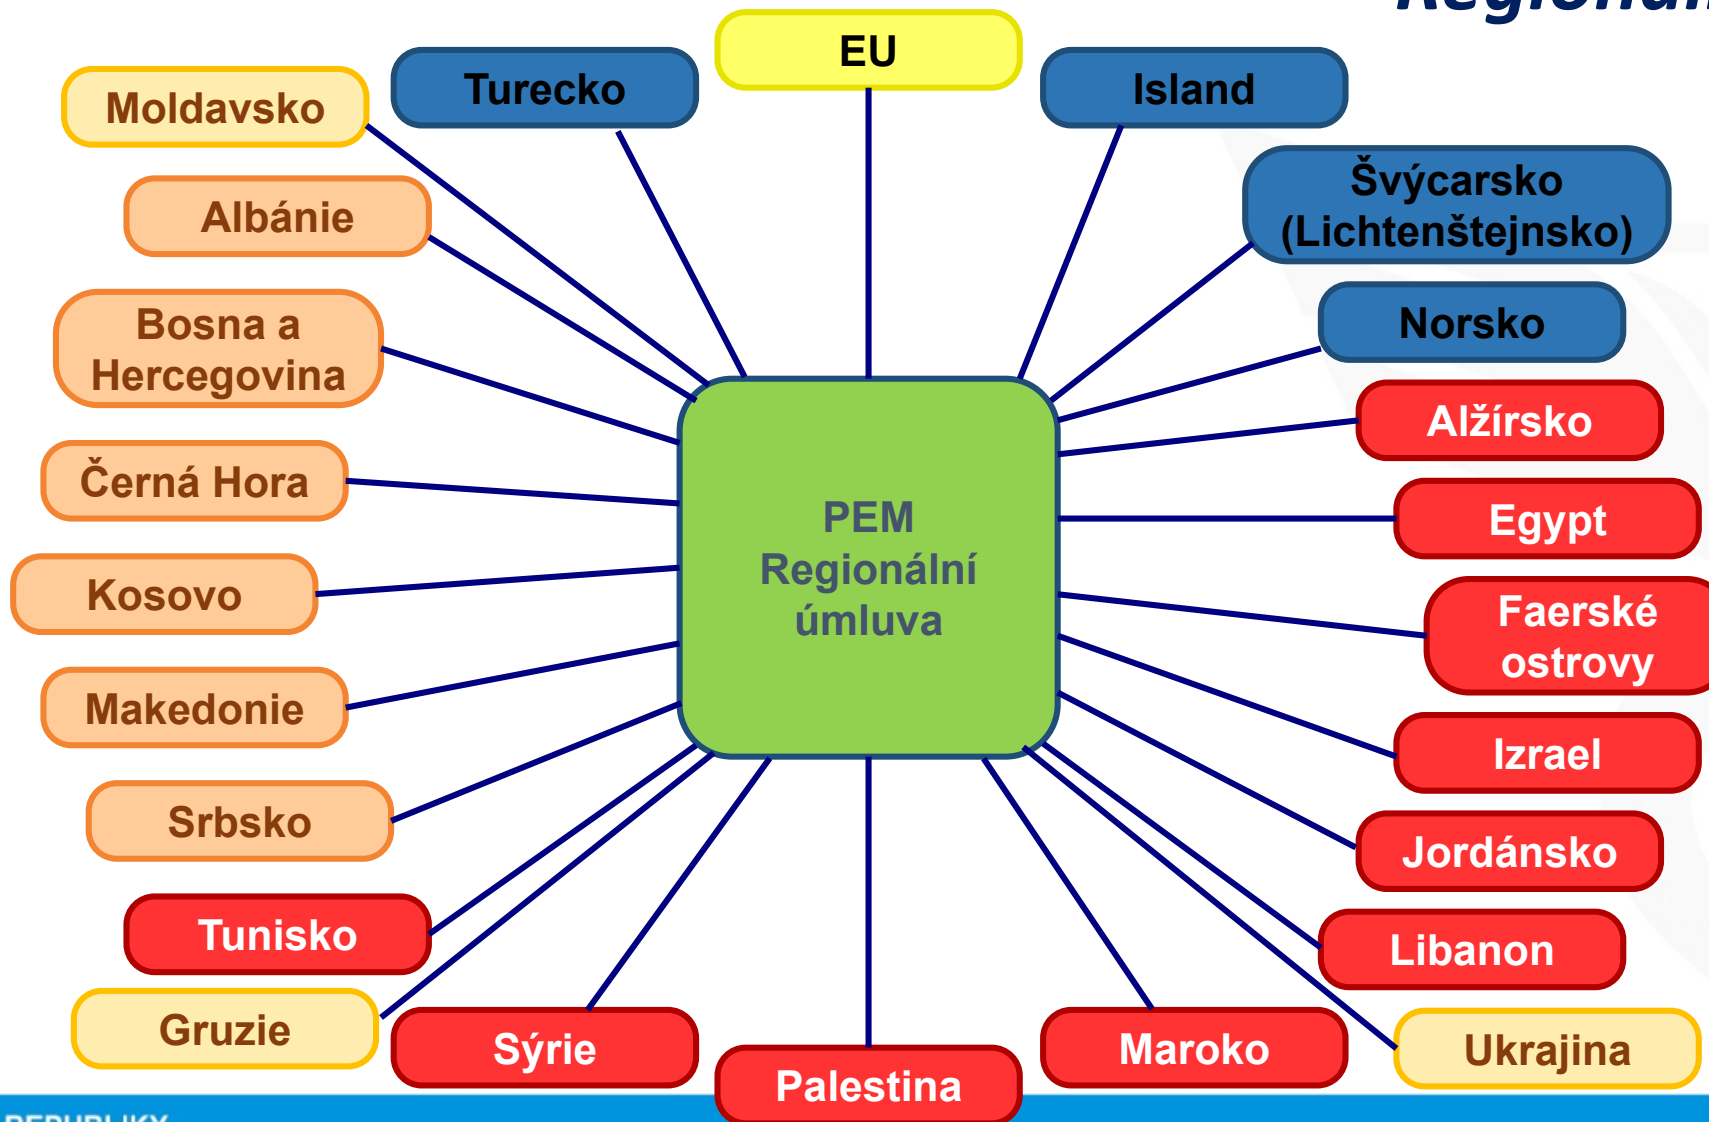 EU
Turecko
Island
Moldavsko
Švýcarsko
(Lichtenštejnsko)
Albánie
Bosna a
Hercegovina
Norsko
Alžírsko
Černá Hora
Egypt
PEM
Regionální
úmluva
Kosovo
Faerské
ostrovy
Makedonie
Izrael
Srbsko
Jordánsko
Tunisko
Libanon
Gruzie
Sýrie
Maroko
Ukrajina
Palestina